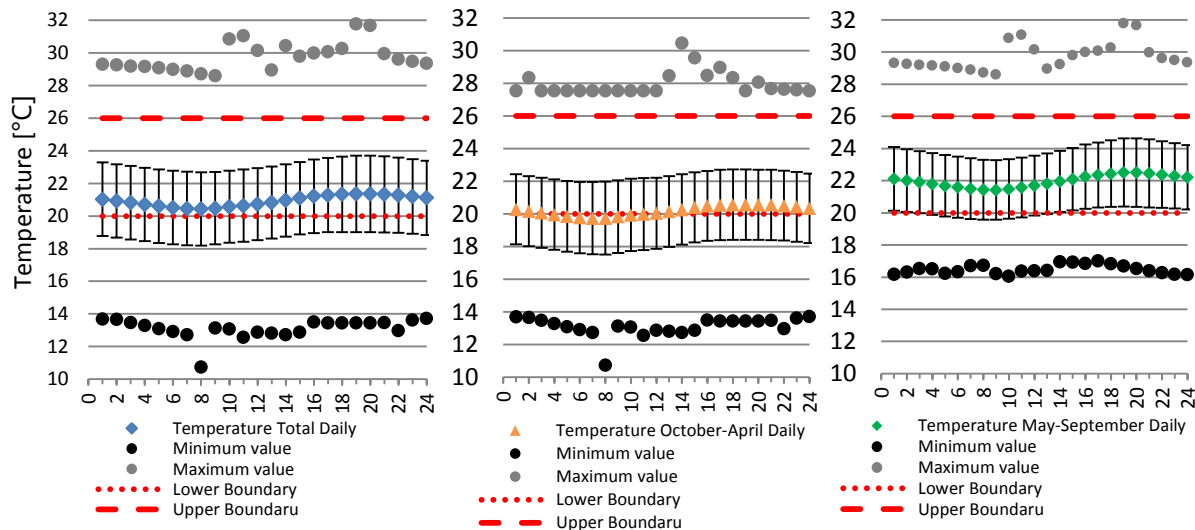 Temperature [°C]
32
30
28
26
24
22
20
18
16
14
12
10
0 2 4 6 8 10 12 14 16 18 20 22 24
Temperature Total Daily
Minimum value
Maximum value
Lower Boundary
Upper Boundaru
32
30
28
26
24
22
20
18
16
14
12
10
0 2 4 6 8 10 12 14 16 18 20 22 24
Temperature October-April Daily
Minimum value
Maximum value
Lower Boundary
Upper Boundaru
32
30
28
26
24
22
20
18
16
14
12
10
0 2 4 6 8 10 12 14 16 18 20 22 24
Temperature May-September Daily
Minimum value
Maximum value
Lower Boundary
Upper Boundaru